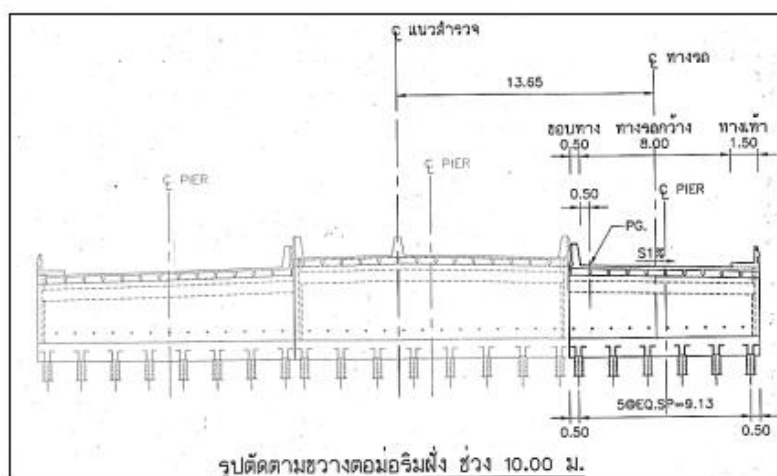 ℄ แนวสำรวจ
℄ ทางรถ
13.65
ขอบทาง ทางรถกว้าง ทางเท้า
0.50 8.00 1.50
℄ PIER
℄ PIER
℄ PIER
0.50
PG.
S1%
5@EQ.SP=9.13
0.50 0.50
รูปตัดตามขวางตอม่อริมฝั่ง ช่วง 10.00 ม.